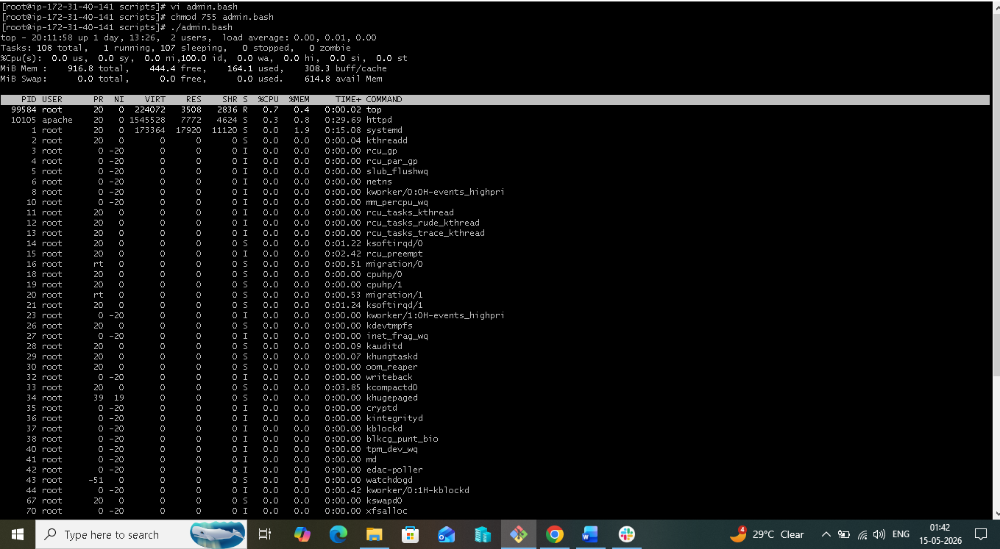 [root@ip-172-31-40-141 scripts]# vi admin.bash
[root@ip-172-31-40-141 scripts]# chmod 755 admin.bash
[root@ip-172-31-40-141 scripts]# ./admin.bash
top - 20:11:58 up 1 day, 13:26,  2 users,  load average: 0.00, 0.01, 0.00
Tasks: 108 total,   1 running, 107 sleeping,   0 stopped,   0 zombie
%Cpu(s):  0.0 us,  0.0 sy,  0.0 ni,100.0 id,  0.0 wa,  0.0 hi,  0.0 si,  0.0 st
MiB Mem :    916.8 total,    444.4 free,    164.1 used,    308.3 buff/cache
MiB Swap:      0.0 total,      0.0 free,      0.0 used.    614.8 avail Mem
PID USER      PR  NI    VIRT    RES    SHR S  %CPU  %MEM     TIME+ COMMAND
99584 root      20   0  224072   3508   2836 R   0.7   0.4   0:00.02 top
10105 apache    20   0 1545528   7772   4624 S   0.3   0.8   0:29.69 httpd
1 root      20   0  173364  17920  11120 S   0.0   1.9   0:15.08 systemd
2 root      20   0       0      0      0 S   0.0   0.0   0:00.04 kthreadd
3 root       0 -20       0      0      0 I   0.0   0.0   0:00.00 rcu_gp
4 root       0 -20       0      0      0 I   0.0   0.0   0:00.00 rcu_par_gp
5 root       0 -20       0      0      0 I   0.0   0.0   0:00.00 slub_flushwq
6 root       0 -20       0      0      0 I   0.0   0.0   0:00.00 netns
8 root       0 -20       0      0      0 I   0.0   0.0   0:00.00 kworker/0:0H-events_highpri
10 root       0 -20       0      0      0 I   0.0   0.0   0:00.00 mm_percpu_wq
11 root      20   0       0      0      0 I   0.0   0.0   0:00.00 rcu_tasks_kthread
12 root      20   0       0      0      0 I   0.0   0.0   0:00.00 rcu_tasks_rude_kthread
13 root      20   0       0      0      0 I   0.0   0.0   0:00.00 rcu_tasks_trace_kthread
14 root      20   0       0      0      0 S   0.0   0.0   0:01.22 ksoftirqd/0
15 root      20   0       0      0      0 I   0.0   0.0   0:02.42 rcu_preempt
16 root      rt   0       0      0      0 S   0.0   0.0   0:00.51 migration/0
18 root      20   0       0      0      0 S   0.0   0.0   0:00.00 cpuhp/0
19 root      20   0       0      0      0 S   0.0   0.0   0:00.00 cpuhp/1
20 root      rt   0       0      0      0 S   0.0   0.0   0:00.53 migration/1
21 root      20   0       0      0      0 S   0.0   0.0   0:01.24 ksoftirqd/1
23 root       0 -20       0      0      0 I   0.0   0.0   0:00.00 kworker/1:0H-events_highpri
26 root      20   0       0      0      0 S   0.0   0.0   0:00.00 kdevtmpfs
27 root       0 -20       0      0      0 I   0.0   0.0   0:00.00 inet_frag_wq
28 root      20   0       0      0      0 S   0.0   0.0   0:00.09 kauditd
29 root      20   0       0      0      0 S   0.0   0.0   0:00.07 khungtaskd
30 root      20   0       0      0      0 S   0.0   0.0   0:00.00 oom_reaper
32 root       0 -20       0      0      0 I   0.0   0.0   0:00.00 writeback
33 root      20   0       0      0      0 S   0.0   0.0   0:03.85 kcompactd0
34 root      39  19       0      0      0 S   0.0   0.0   0:00.00 khugepaged
35 root       0 -20       0      0      0 I   0.0   0.0   0:00.00 cryptd
36 root       0 -20       0      0      0 I   0.0   0.0   0:00.00 kintegrityd
37 root       0 -20       0      0      0 I   0.0   0.0   0:00.00 kblockd
38 root       0 -20       0      0      0 I   0.0   0.0   0:00.00 blkcg_punt_bio
40 root       0 -20       0      0      0 I   0.0   0.0   0:00.00 tpm_dev_wq
41 root       0 -20       0      0      0 I   0.0   0.0   0:00.00 md
42 root       0 -20       0      0      0 I   0.0   0.0   0:00.00 edac-poller
43 root     -51   0       0      0      0 S   0.0   0.0   0:00.00 watchdogd
44 root       0 -20       0      0      0 I   0.0   0.0   0:00.42 kworker/0:1H-kblockd
67 root      20   0       0      0      0 S   0.0   0.0   0:00.00 kswapd0
70 root       0 -20       0      0      0 I   0.0   0.0   0:00.00 xfsalloc
Type here to search
4
29°C Clear
ENG
01:42
15-05-2026